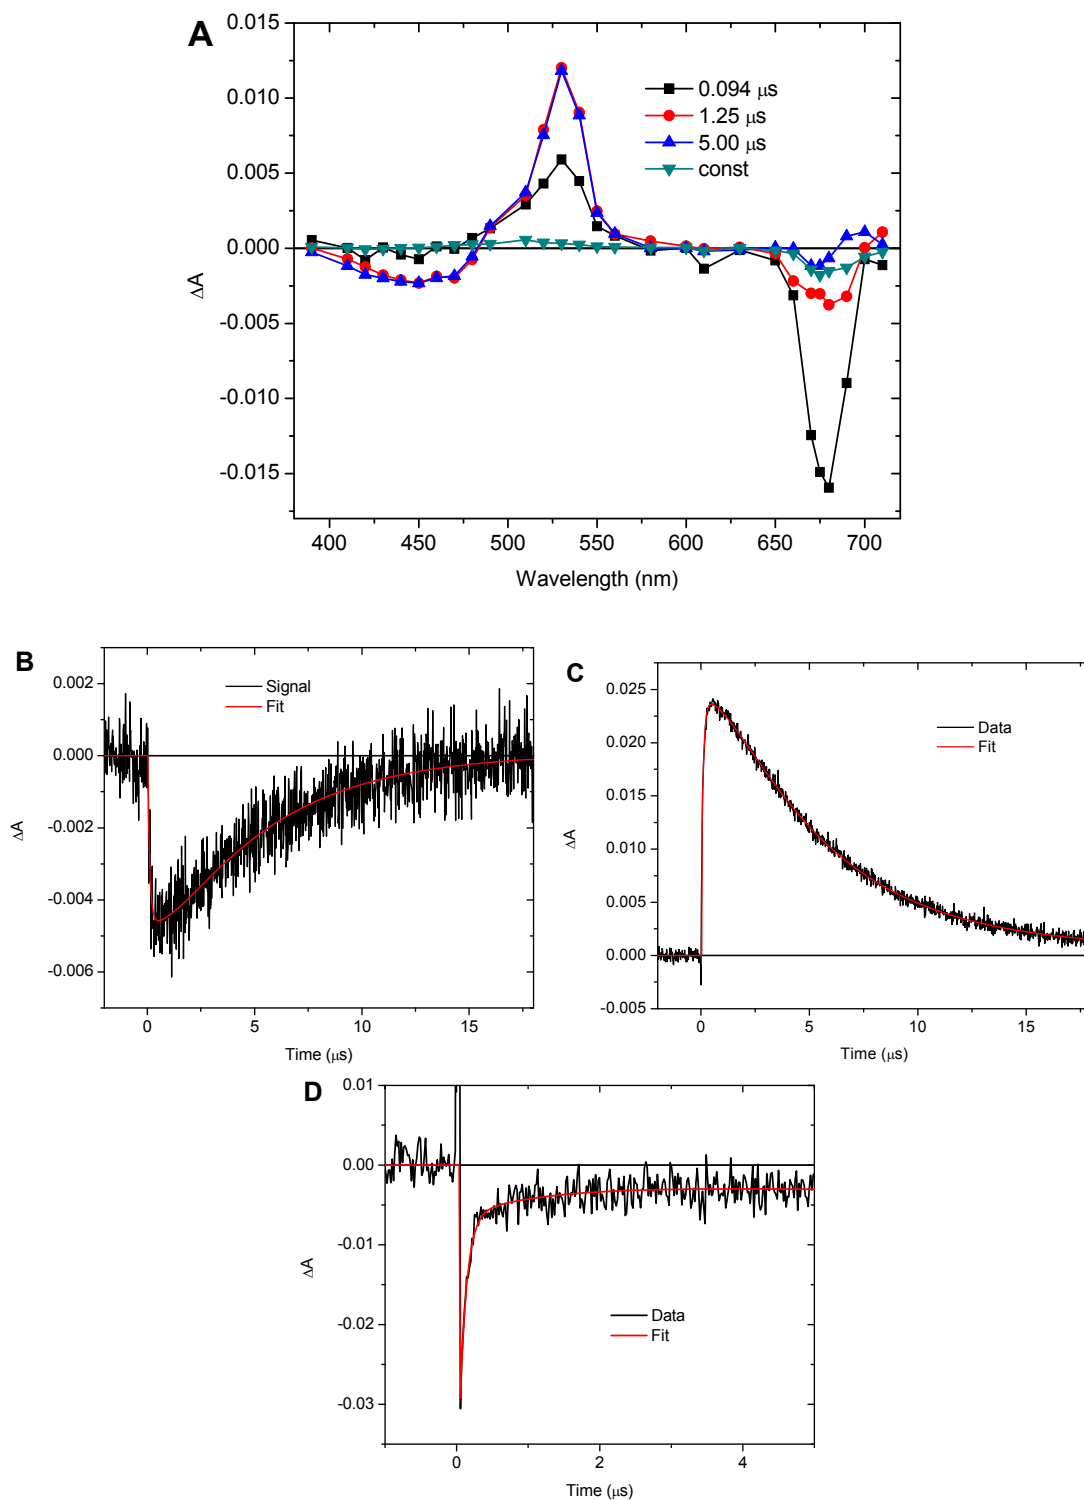 A
0.015
0.010
0.005
0.000
-0.005
-0.010
-0.015
ΔA
0.094 μs
1.25 μs
5.00 μs
const
400 450 500 550 600 650 700
Wavelength (nm)
B
0.002
0.000
-0.002
-0.004
-0.006
ΔA
Signal
Fit
0 5 10 15
Time (μs)
C
0.025
0.020
0.015
0.010
0.005
0.000
-0.005
ΔA
Data
Fit
0 5 10 15
Time (μs)
D
0.01
0.00
-0.01
-0.02
-0.03
ΔA
Data
Fit
0 2 4
Time (μs)